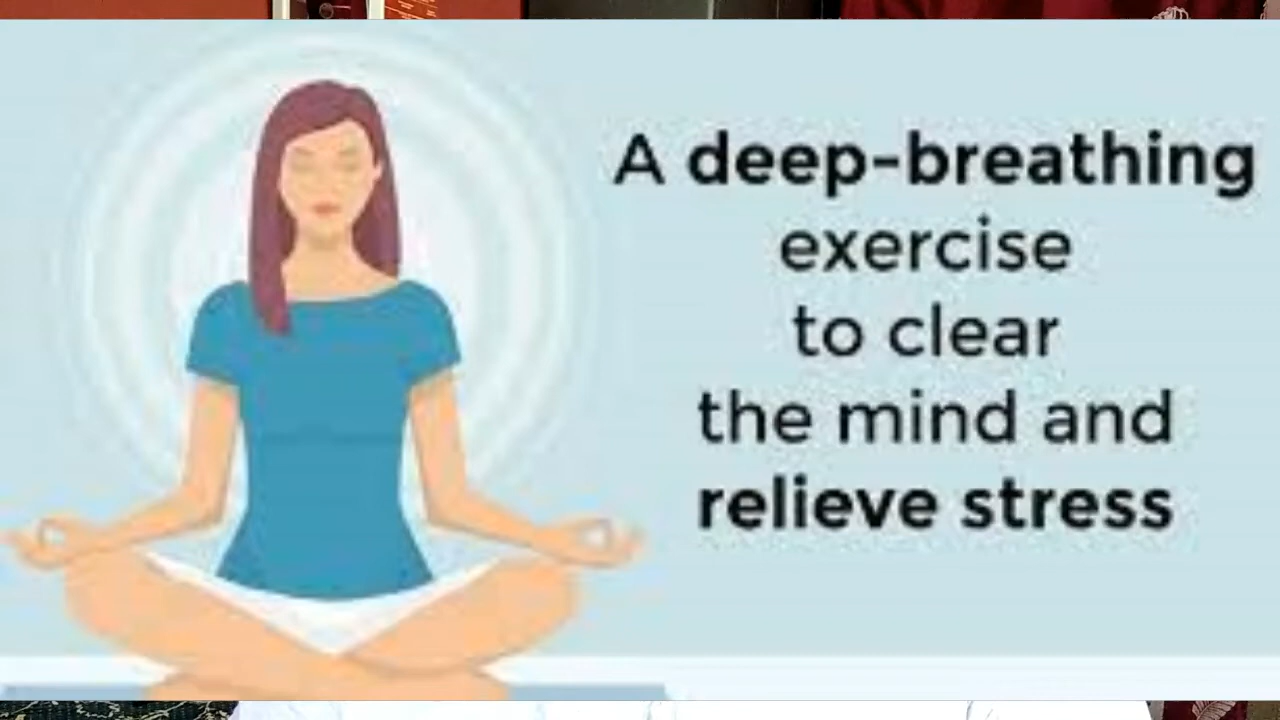 A deep-breathing
exercise
to clear
the mind and
relieve stress